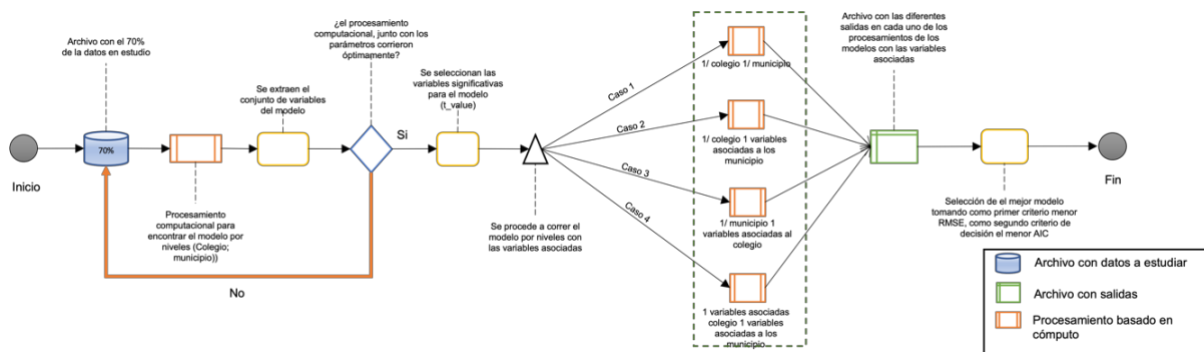 Archivo con el 70%
de la datos en estudio
70%
Inicio
Procesamiento
computacional para
encontrar el modelo por
niveles (Colegio;
municipio))
Se extraen el
conjunto de variables
del modelo
¿el procesamiento
computacional, junto con los
parámetros corrieron
óptimamente?
Si
No
Se seleccionan las
variables significativas
para el modelo
(t_value)
Se procede a correr el
modelo por niveles con
las variables asociadas
Caso 1
Caso 2
Caso 3
Caso 4
1/ colegio 1/ municipio
1/ colegio 1 variables
asociadas a los
municipio
1/ municipio 1
variables asociadas al
colegio
1 variables asociadas
colegio 1 variables
asociadas a los
municipio
Archivo con las diferentes
salidas en cada uno de los
procesamientos de los
modelos con las variables
asociadas
Selección de el mejor modelo
tomando como primer criterio menor
RMSE, como segundo criterio de
decisión el menor AIC
Fin
Archivo con datos a estudiar
Archivo con salidas
Procesamiento basado en
cómputo